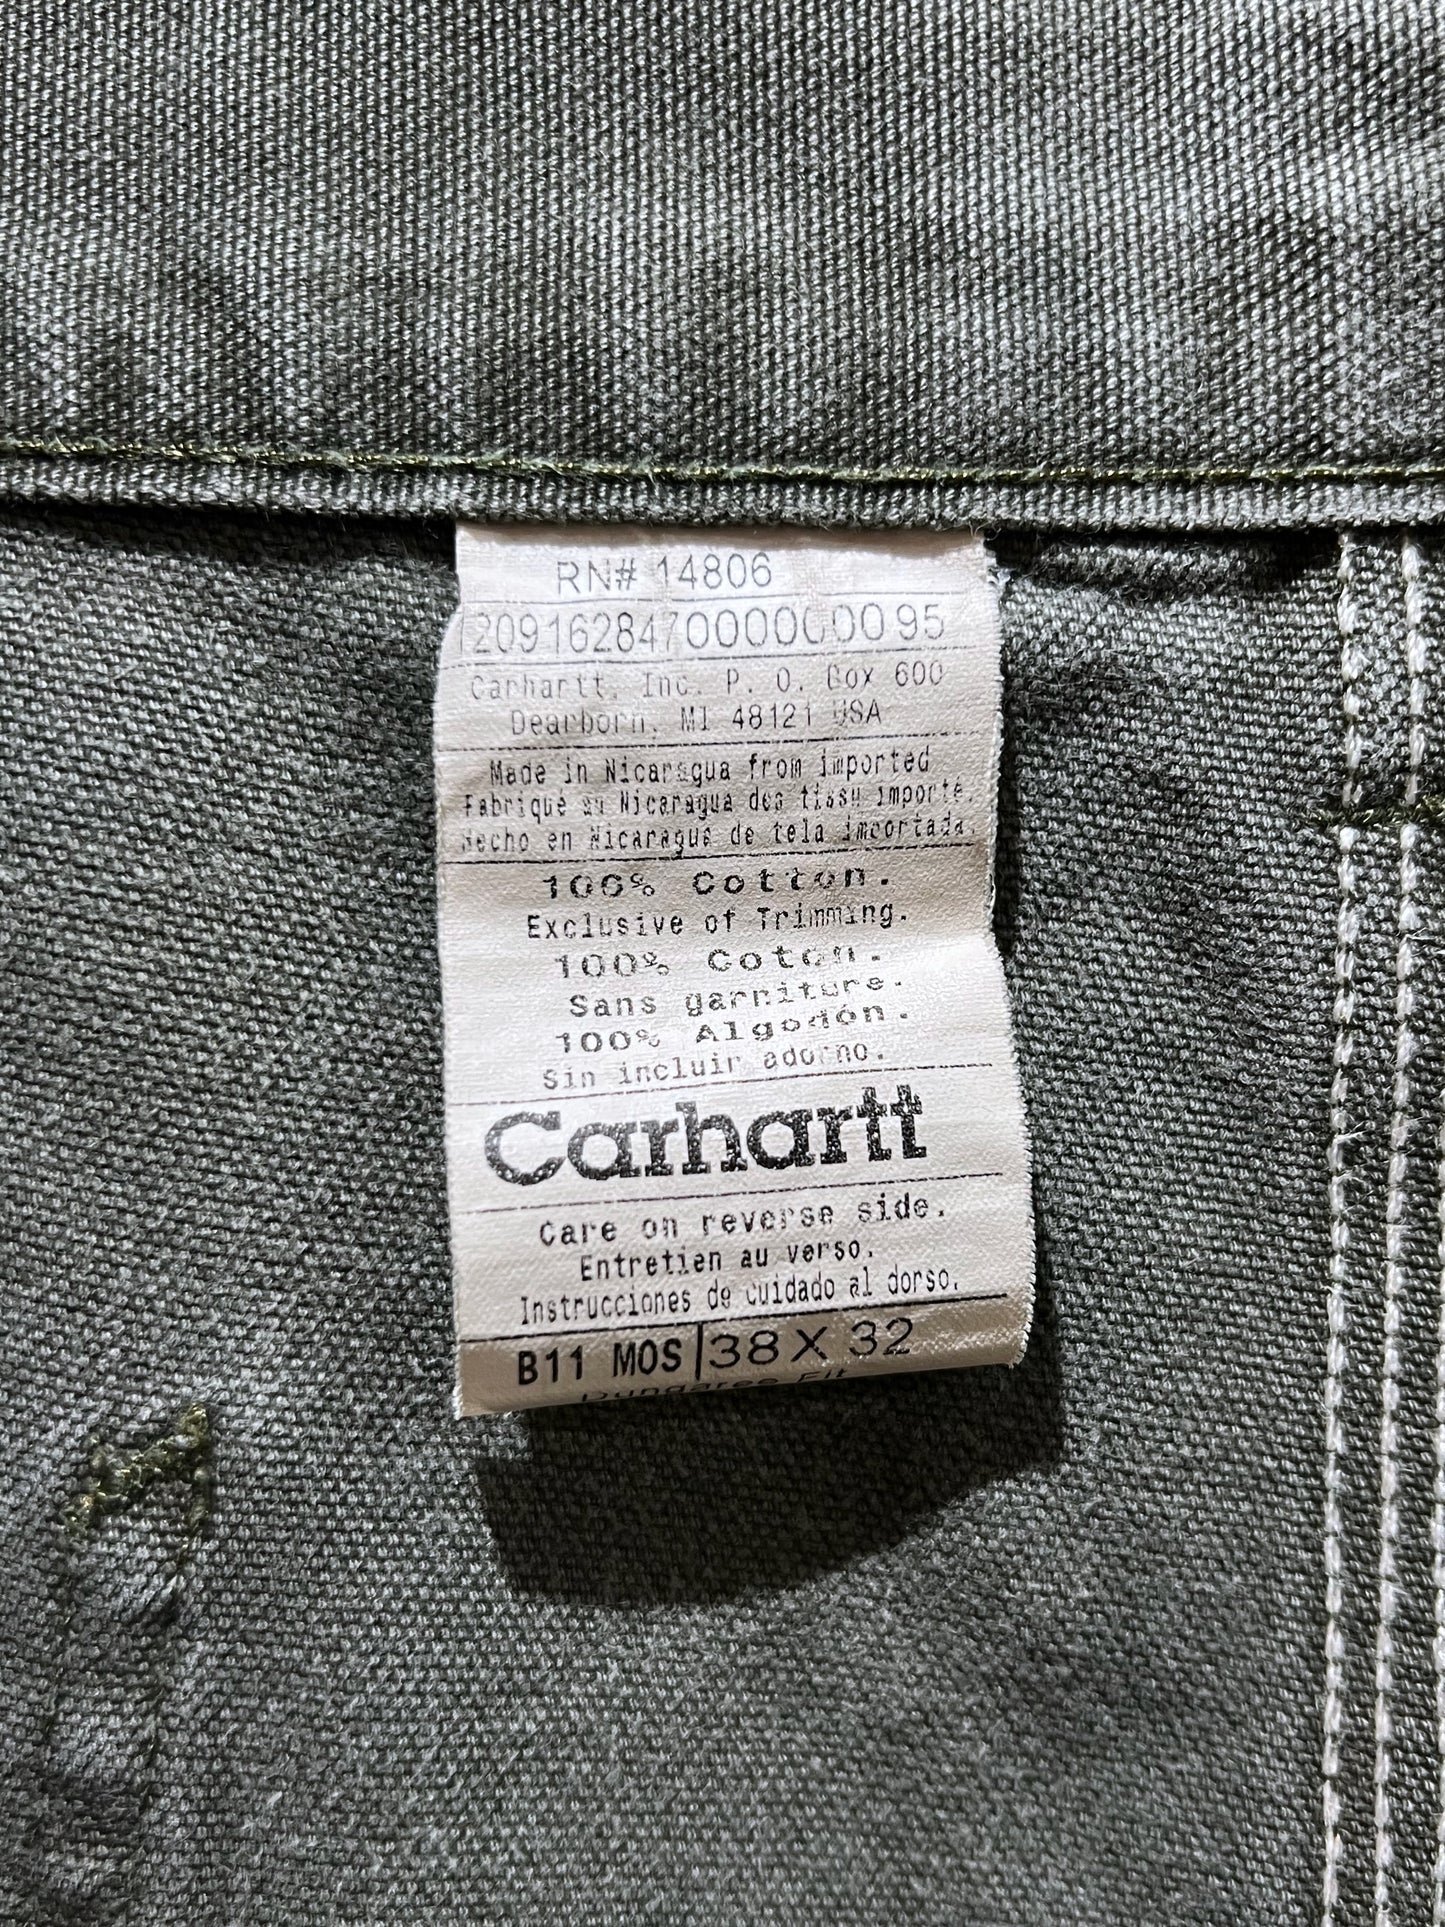 RN# 14806
12091628470000000095
Carhartt, Inc. P. O. Box 600
Dearborn, MI 48121 USA
Made in Nicaragua from imported
Fabriqué au Nicaragua des tissu importé.
Hecho en Nicaragua de tela importada.
100% Cotton.
Exclusive of Trimming.
100% Coton.
Sans garniture.
100% Algodón.
Sin incluir adorno.
Carhartt
Care on reverse side.
Entretien au verso.
Instrucciones de cuidado al dorso.
B11 MOS 38 X 32
Dungaree Fit